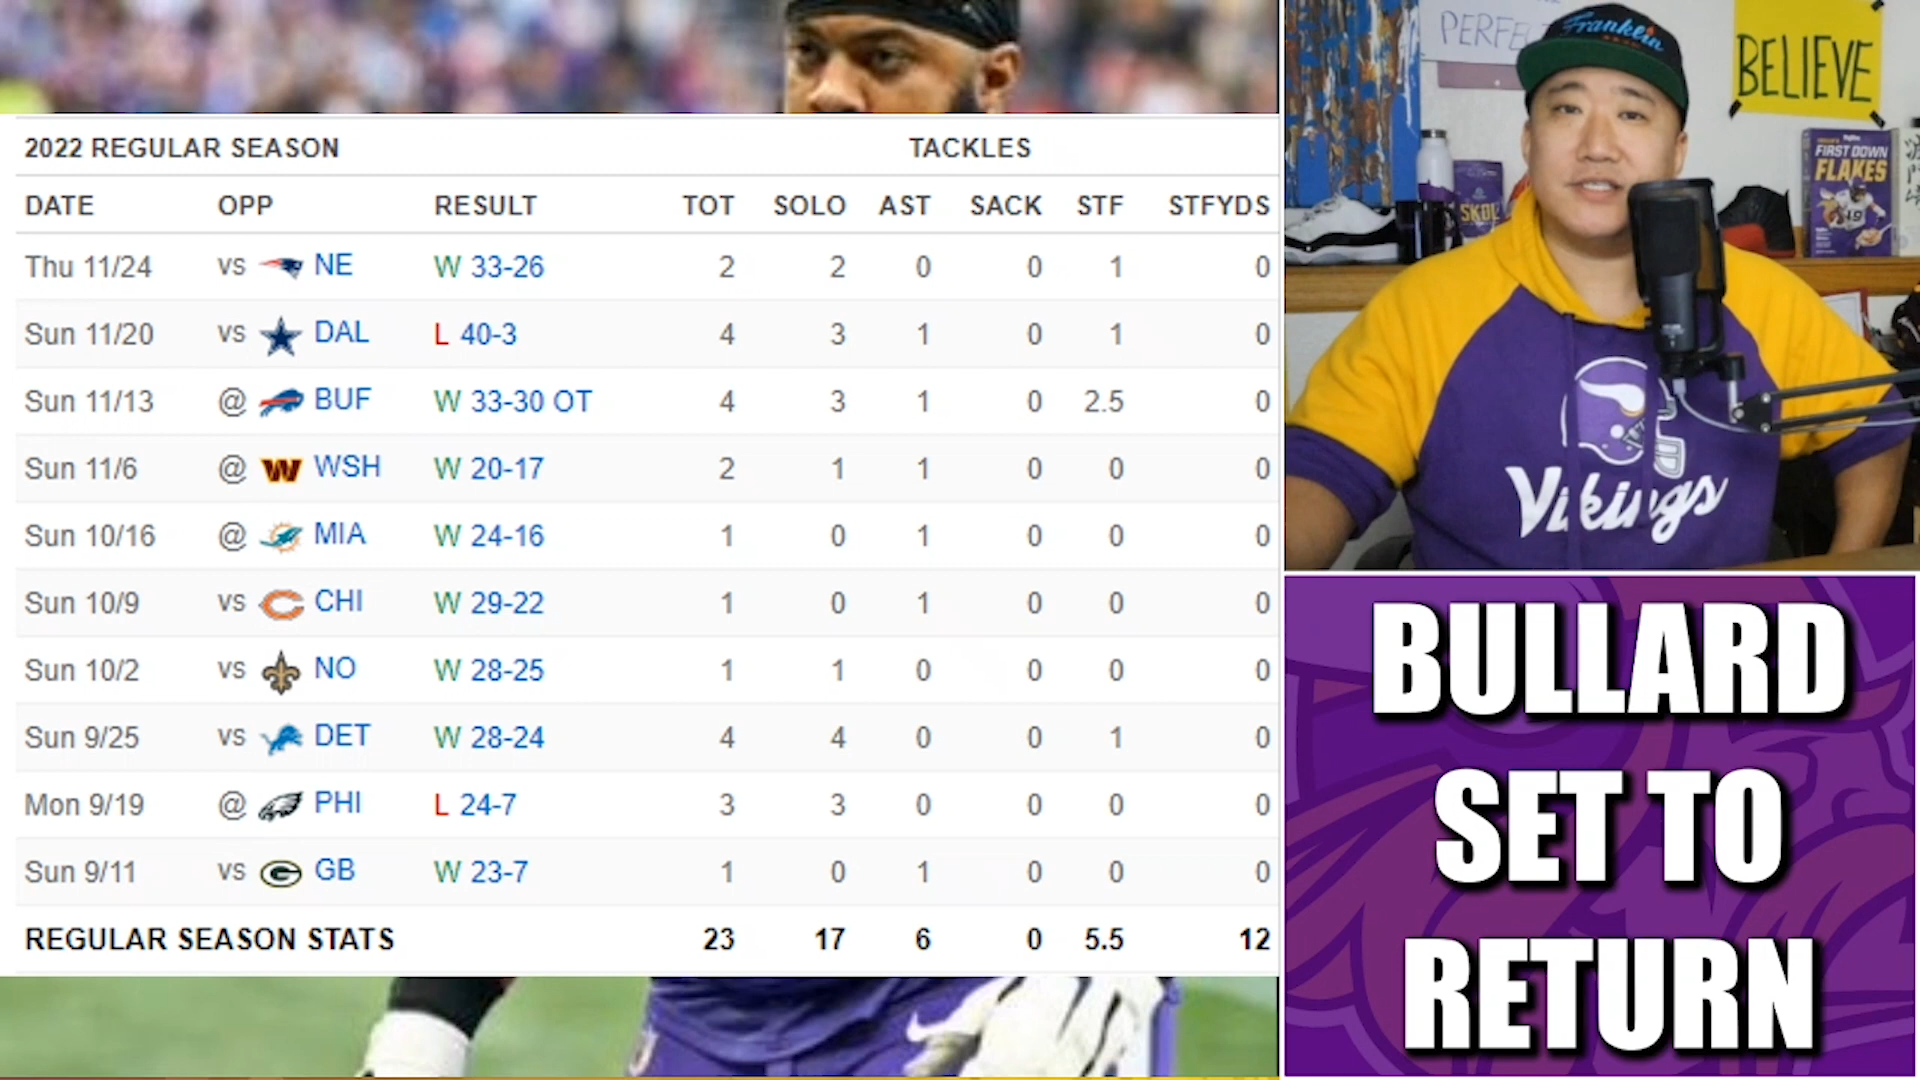 2022 REGULAR SEASON TACKLES
DATE OPP RESULT TOT SOLO AST SACK STF STFYDS
Thu 11/24 vs NE W 33-26 2 2 0 0 1 0
Sun 11/20 vs DAL L 40-3 4 3 1 0 1 0
Sun 11/13 @ BUF W 33-30 OT 4 3 1 0 2.5 0
Sun 11/6 @ WSH W 20-17 2 1 1 0 0 0
Sun 10/16 @ MIA W 24-16 1 0 1 0 0 0
Sun 10/9 vs CHI W 29-22 1 0 1 0 0 0
Sun 10/2 vs NO W 28-25 1 1 0 0 0 0
Sun 9/25 vs DET W 28-24 4 4 0 0 1 0
Mon 9/19 @ PHI L 24-7 3 3 0 0 0 0
Sun 9/11 vs GB W 23-7 1 0 1 0 0 0
REGULAR SEASON STATS 23 17 6 0 5.5 12
Franklin
BELIEVE
FIRST DOWN
FLAKES
19
SKOL
Vikings
BULLARD
SET TO
RETURN